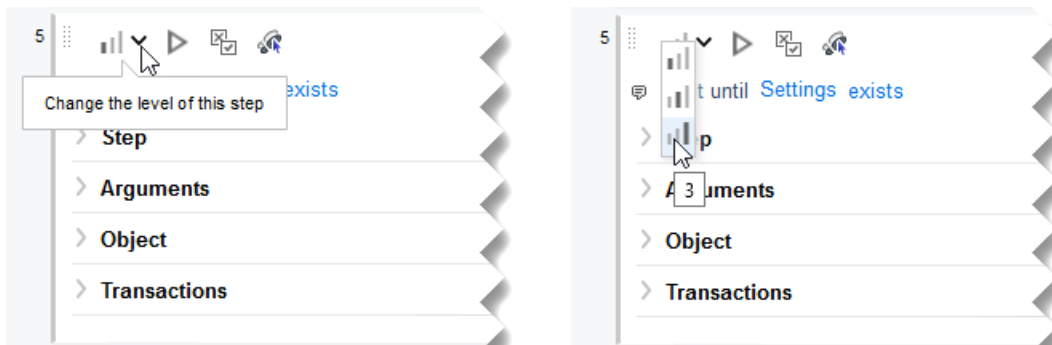 5
Change the level of this step
exists
Step
Arguments
Object
Transactions
5
t until Settings exists
p
A uments
3
Object
Transactions